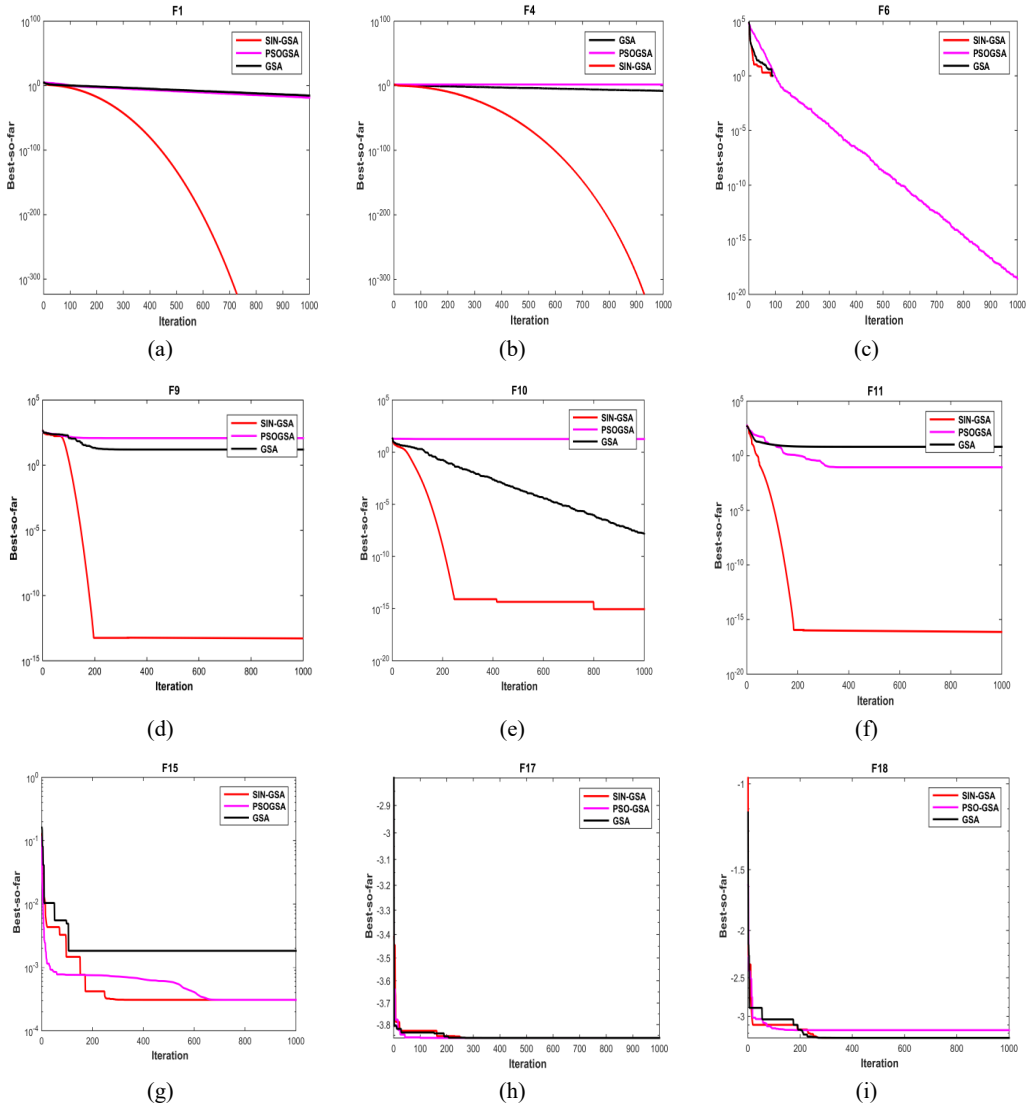 F1
10^100
10^0
10^-100
10^-200
10^-300
Best-so-far
0 100 200 300 400 500 600 700 800 900 1000
Iteration
SIN-GSA
PSOGSA
GSA
(a)
F4
10^100
10^0
10^-100
10^-200
10^-300
Best-so-far
0 100 200 300 400 500 600 700 800 900 1000
Iteration
GSA
PSOGSA
SIN-GSA
(b)
F6
10^5
10^0
10^-5
10^-10
10^-15
10^-20
Best-so-far
0 100 200 300 400 500 600 700 800 900 1000
Iteration
SIN-GSA
PSOGSA
GSA
(c)
F9
10^5
10^0
10^-5
10^-10
10^-15
Best-so-far
0 200 400 600 800 1000
Iteration
SIN-GSA
PSOGSA
GSA
(d)
F10
10^5
10^0
10^-5
10^-10
10^-15
10^-20
Best-so-far
0 200 400 600 800 1000
Iteration
SIN-GSA
PSOGSA
GSA
(e)
F11
10^5
10^0
10^-5
10^-10
10^-15
10^-20
Best-so-far
0 200 400 600 800 1000
Iteration
SIN-GSA
PSOGSA
GSA
(f)
F15
10^0
10^-1
10^-2
10^-3
10^-4
Best-so-far
0 200 400 600 800 1000
Iteration
SIN-GSA
PSOGSA
GSA
(g)
F17
-2.9
-3
-3.1
-3.2
-3.3
-3.4
-3.5
-3.6
-3.7
-3.8
Best-so-far
0 100 200 300 400 500 600 700 800 900 1000
Iteration
SIN-GSA
PSO-GSA
GSA
(h)
F18
-1
-1.5
-2
-2.5
-3
Best-so-far
0 100 200 300 400 500 600 700 800 900 1000
Iteration
SIN-GSA
PSO-GSA
GSA
(i)